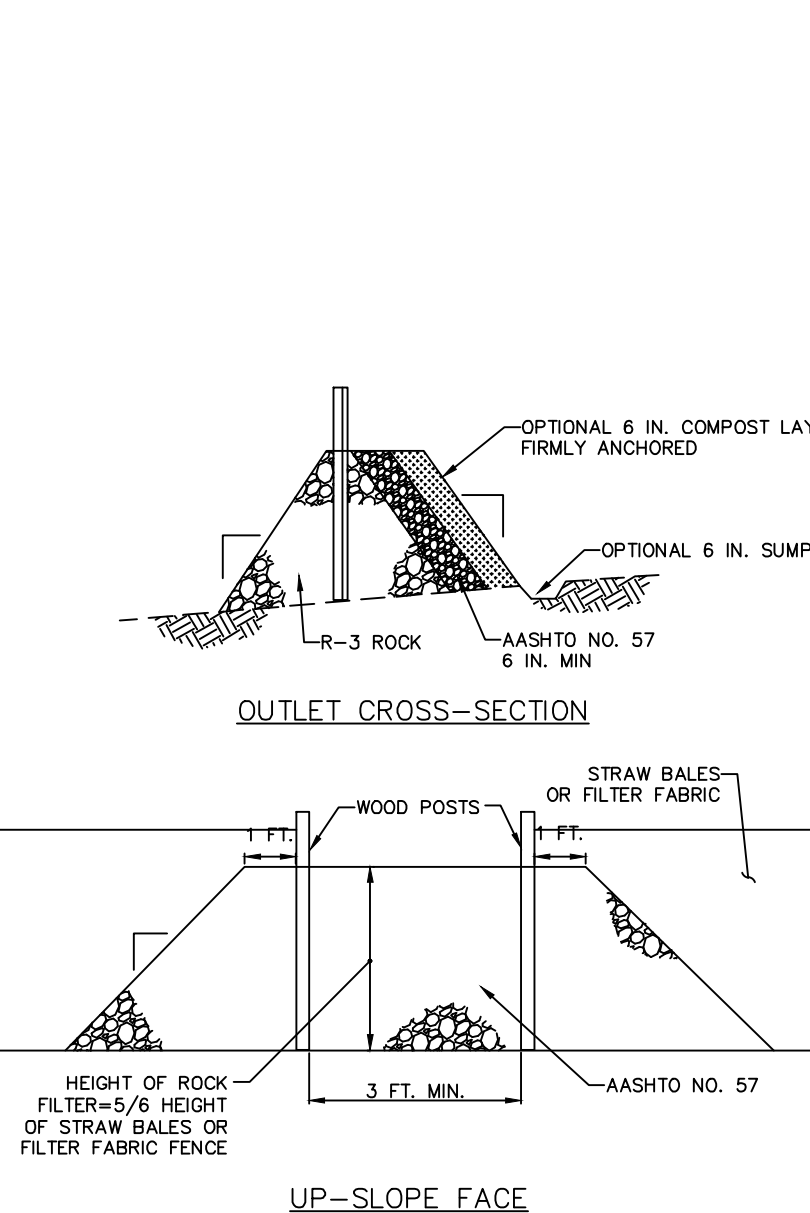 OPTIONAL 6 IN. COMPOST LAY
FIRMLY ANCHORED
OPTIONAL 6 IN. SUMP
R-3 ROCK
AASHTO NO. 57
6 IN. MIN
OUTLET CROSS-SECTION
STRAW BALES
OR FILTER FABRIC
WOOD POSTS
1 FT.
1 FT.
HEIGHT OF ROCK
FILTER=5/6 HEIGHT
OF STRAW BALES OR
FILTER FABRIC FENCE
3 FT. MIN.
AASHTO NO. 57
UP-SLOPE FACE